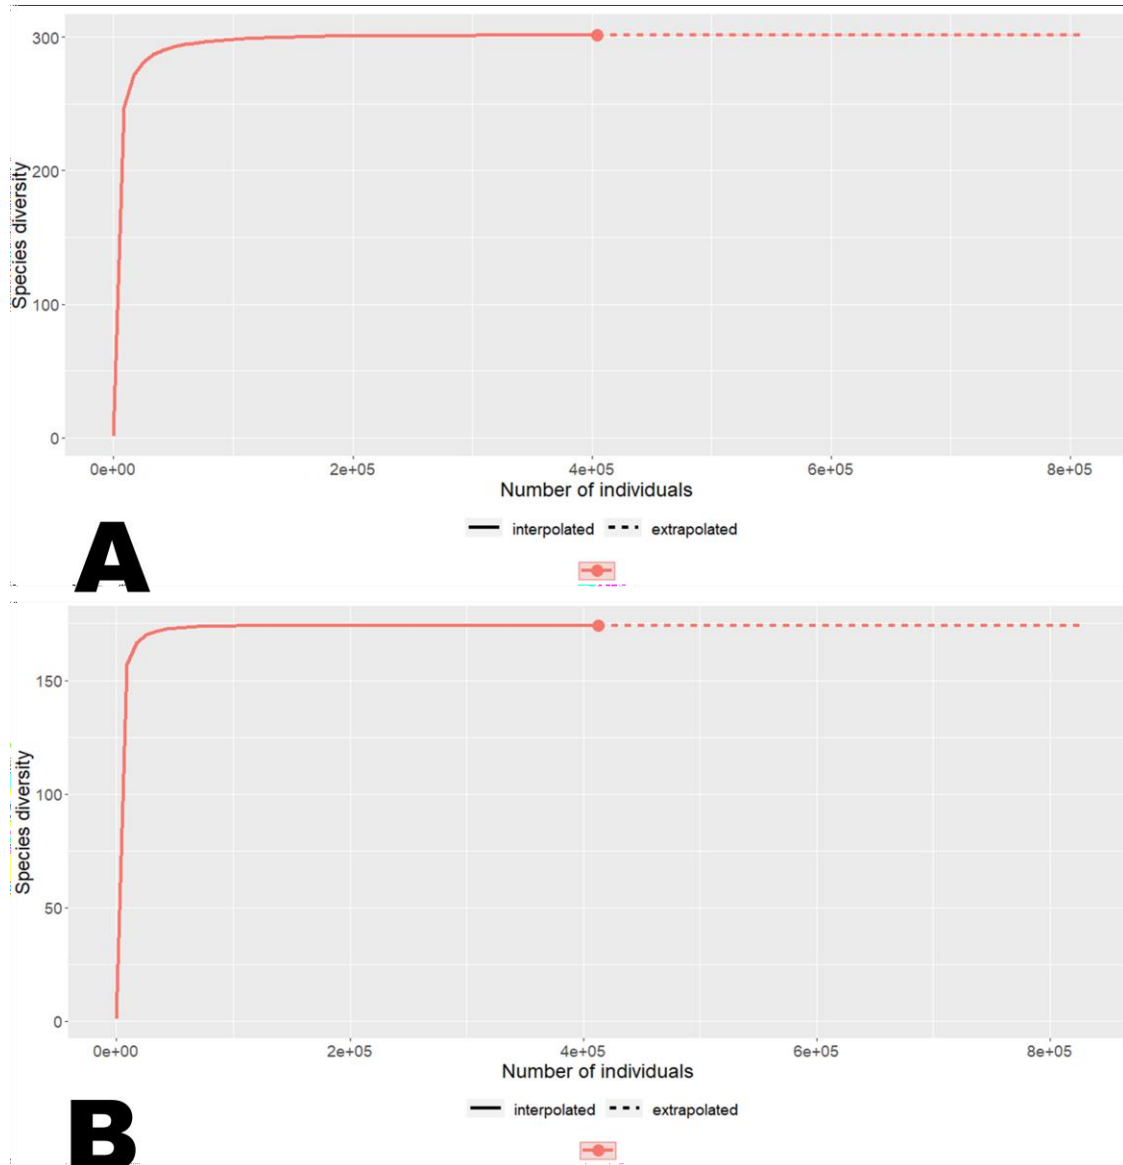 300
200
100
0
Species diversity
0e+00 2e+05 4e+05 6e+05 8e+05
Number of individuals
interpolated extrapolated
A
150
100
50
0
Species diversity
0e+00 2e+05 4e+05 6e+05 8e+05
Number of individuals
interpolated extrapolated
B